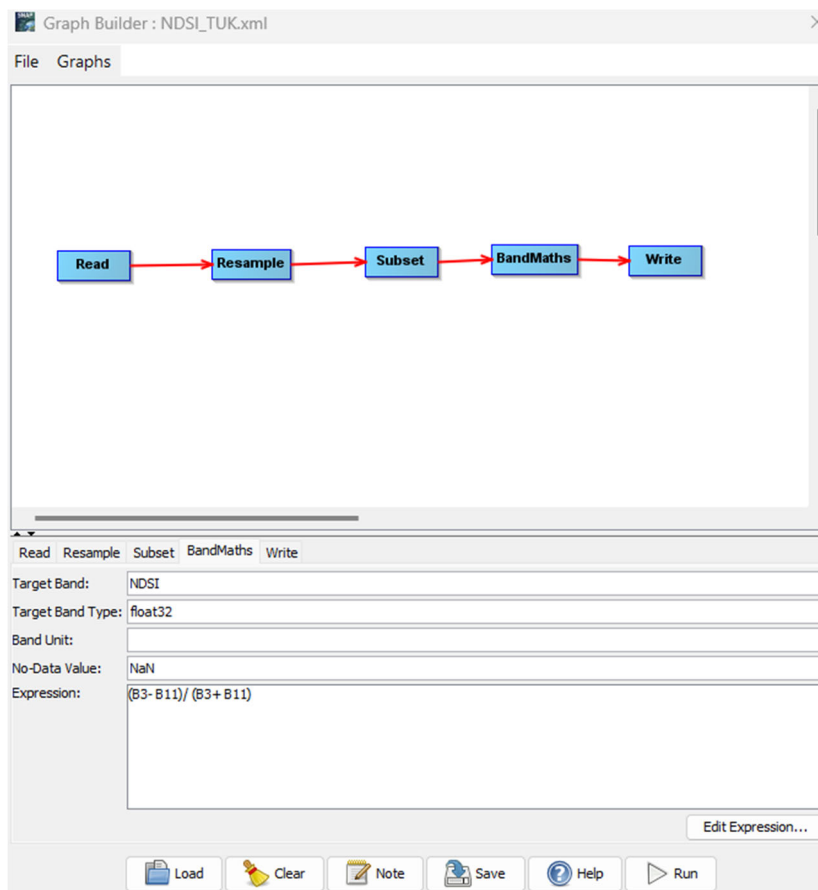 Graph Builder : NDSI_TUK.xml
File Graphs
Read Resample Subset BandMaths Write
Read Resample Subset BandMaths Write
Target Band: NDSI
Target Band Type: float32
Band Unit:
No-Data Value: NaN
Expression: (B3- B11)/ (B3+ B11)
Edit Expression...
Load Clear Note Save Help Run